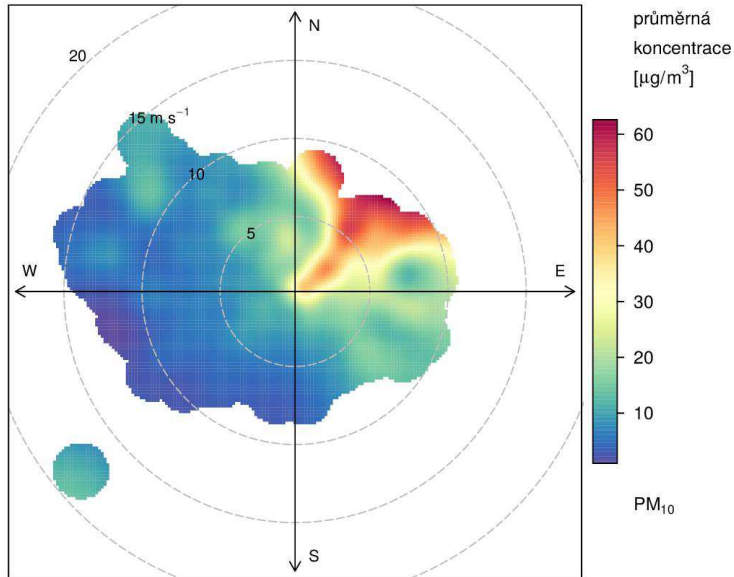 N
20
15 m s⁻¹
10
5
W
E
S
průměrná
koncentrace
[µg/m³]
60
50
40
30
20
10
PM₁₀